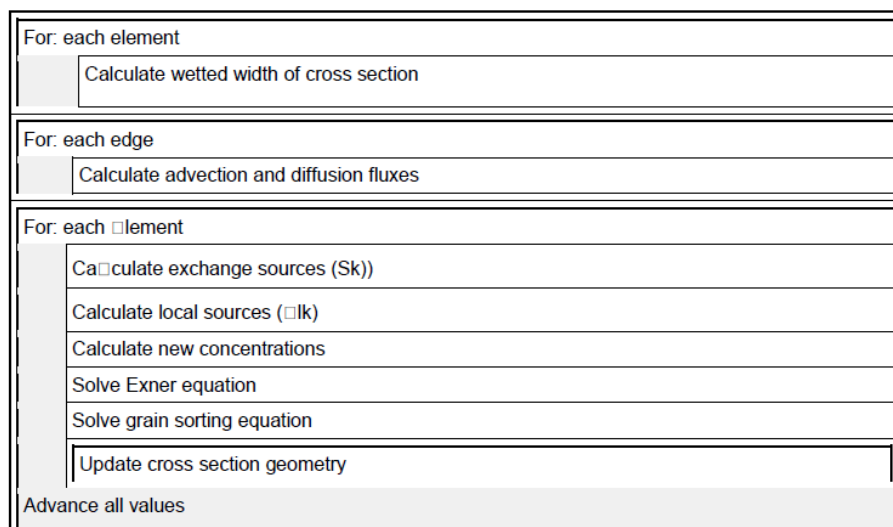 For: each element
Calculate wetted width of cross section
For: each edge
Calculate advection and diffusion fluxes
For: each □lement
Ca□culate exchange sources (Sk))
Calculate local sources (□lk)
Calculate new concentrations
Solve Exner equation
Solve grain sorting equation
Update cross section geometry
Advance all values